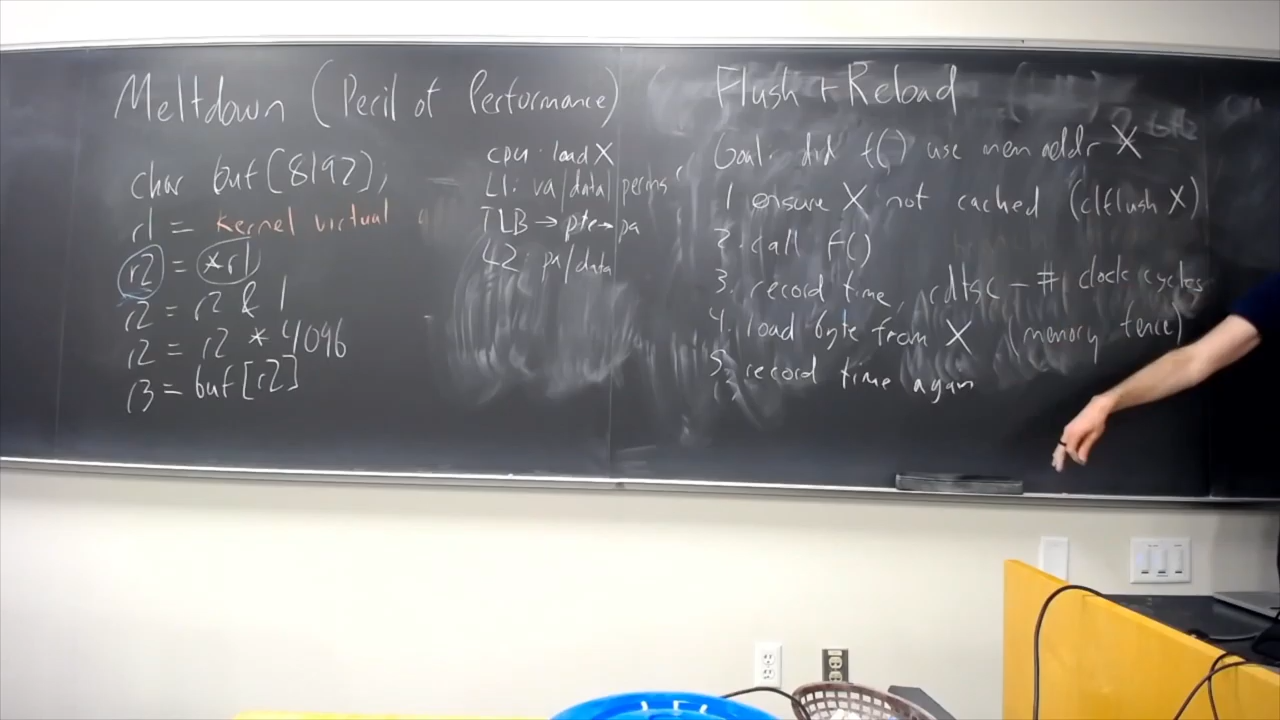 Meltdown (Peril of Performance)
char buf[8192];
r1 = kernel virtual
r2 = *r1
r2 = r2 & 1
r2 = r2 * 4096
r3 = buf[r2]
CPU: load X
L1: va/data/perms
TLB → pte → pa
L2: pa/data
Flush + Reload
Goal: did f() use mem addr X
1 ensure X not cached (clflush X)
2. call f()
3. record time, rdtsc - # clock cycles
4. load byte from X (memory fence)
5. record time again